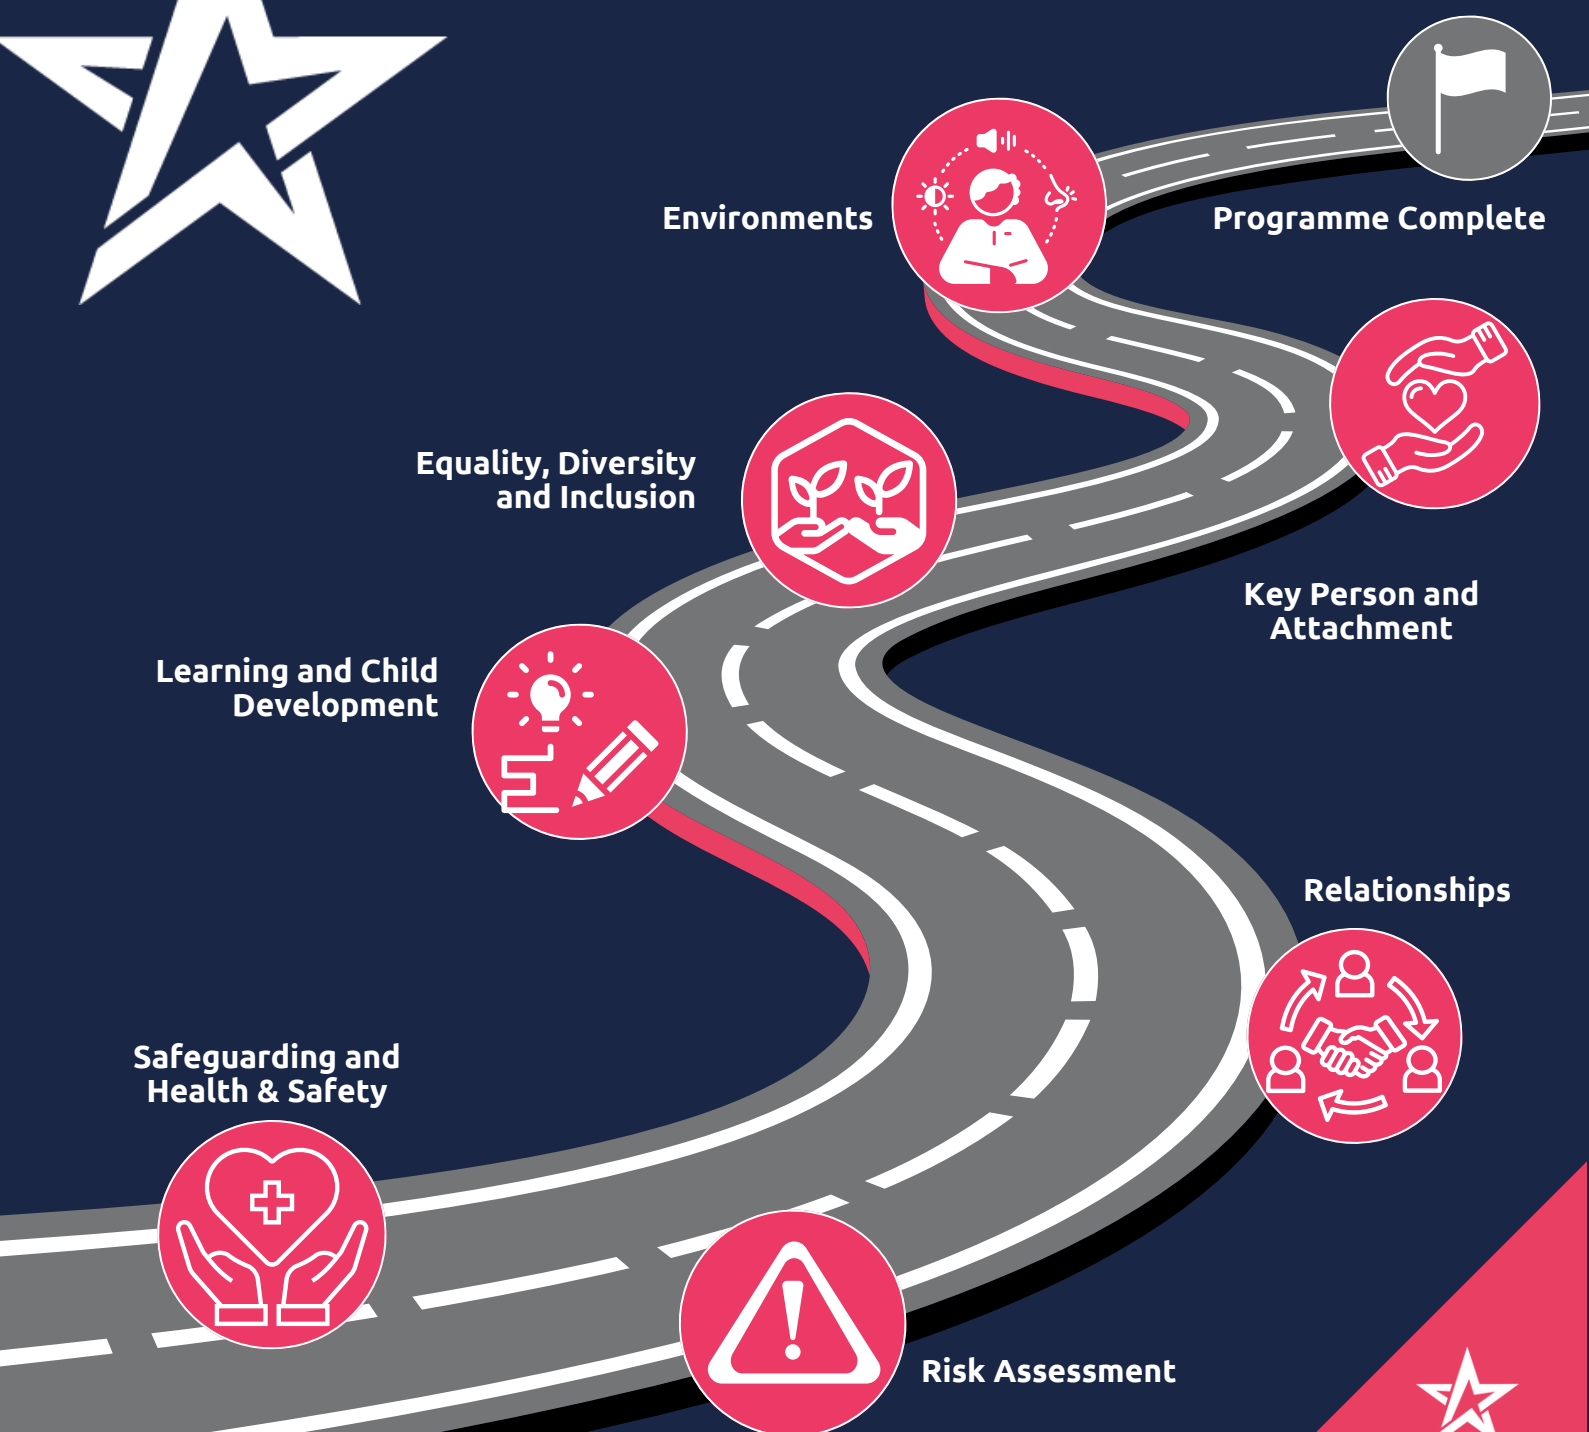 Environments
Programme Complete
Equality, Diversity
and Inclusion
Key Person and
Attachment
Learning and Child
Development
Relationships
Safeguarding and
Health & Safety
Risk Assessment